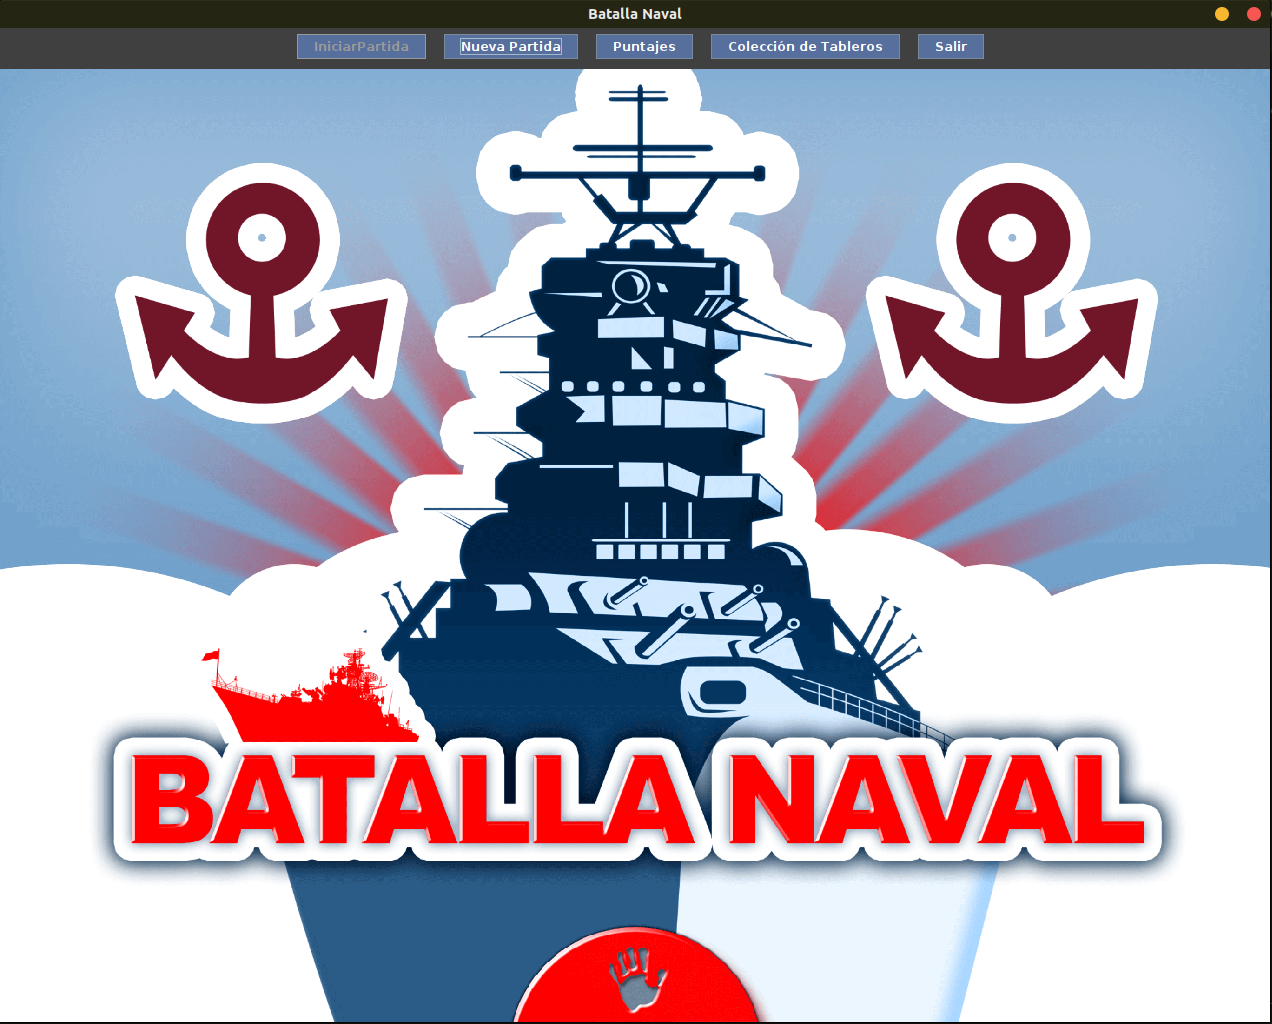 Batalla Naval
IniciarPartida Nueva Partida Puntajes Colección de Tableros Salir
BATALLA NAVAL